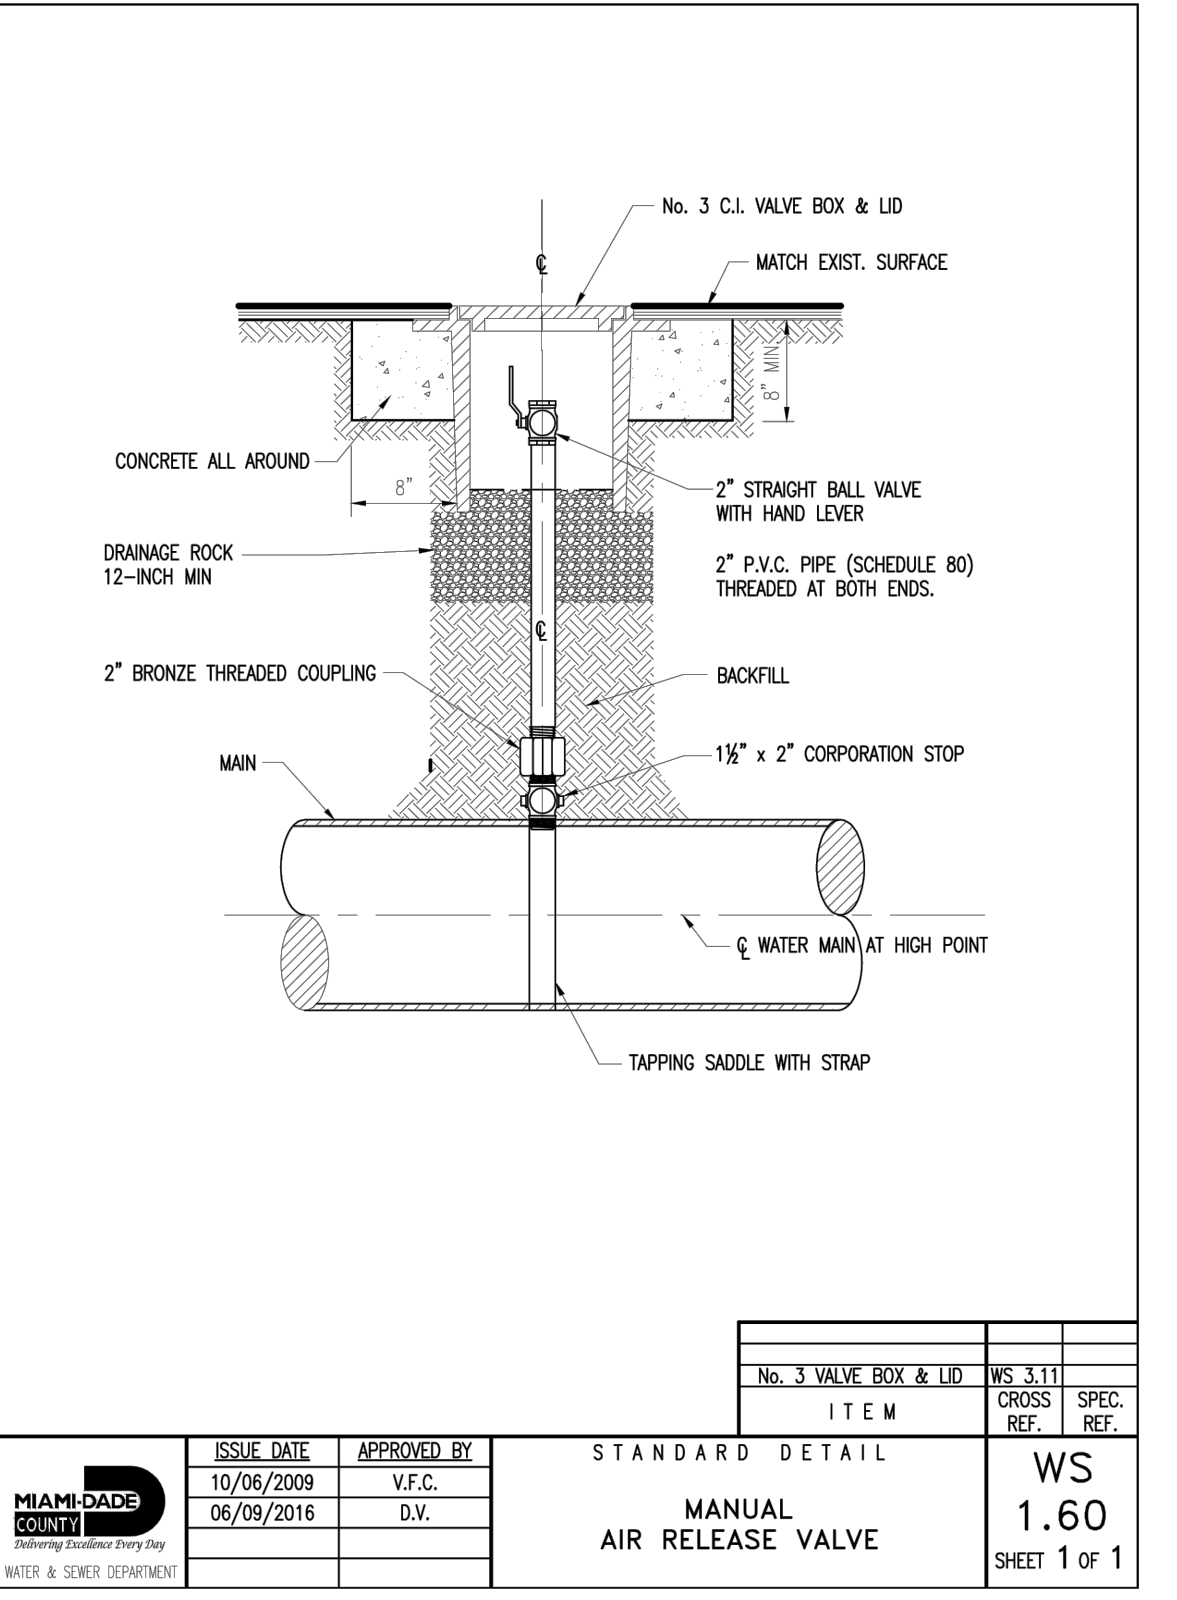 No. 3 C.I. VALVE BOX & LID
℄
MATCH EXIST. SURFACE
8" MIN.
CONCRETE ALL AROUND
8"
2" STRAIGHT BALL VALVE
WITH HAND LEVER
DRAINAGE ROCK
12-INCH MIN
2" P.V.C. PIPE (SCHEDULE 80)
THREADED AT BOTH ENDS.
℄
2" BRONZE THREADED COUPLING
BACKFILL
MAIN
1½" x 2" CORPORATION STOP
℄ WATER MAIN AT HIGH POINT
TAPPING SADDLE WITH STRAP
No. 3 VALVE BOX & LID WS 3.11
ITEM
CROSS
REF.
SPEC.
REF.
MIAMI-DADE
COUNTY
Delivering Excellence Every Day
WATER & SEWER DEPARTMENT
ISSUE DATE APPROVED BY
10/06/2009 V.F.C.
06/09/2016 D.V.
STANDARD DETAIL
MANUAL
AIR RELEASE VALVE
WS
1.60
SHEET 1 OF 1